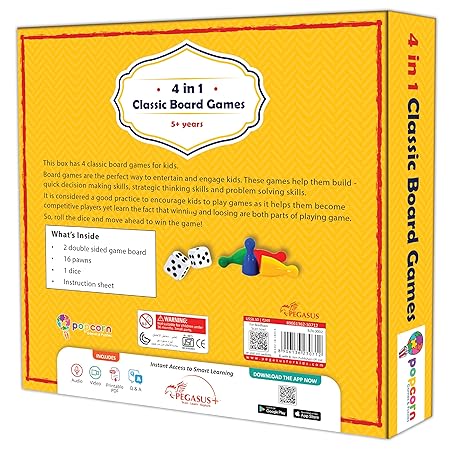 4 in 1
Classic Board Games
5+ years
This box has 4 classic board games for kids.
Board games are the perfect way to entertain and engage kids. These games help them build -
quick decision making skills, strategic thinking skills and problem solving skills.
It is considered a good practice to encourage kids to play games as it helps them become
competitive players yet learn the fact that winning and loosing are both parts of playing game.
So, roll the dice and move ahead to win the game!
What's Inside
• 2 double sided game board
• 16 pawns
• 1 dice
• Instruction sheet
popcorn
WARNING:
PEGASUS
INCLUDES
Audio
Video
Printable PDF
Q & A
Instant Access to Smart Learning
PEGASUS+
DOWNLOAD THE APP NOW
Google Play
App Store
4 in 1 Classic Board Games
popcorn